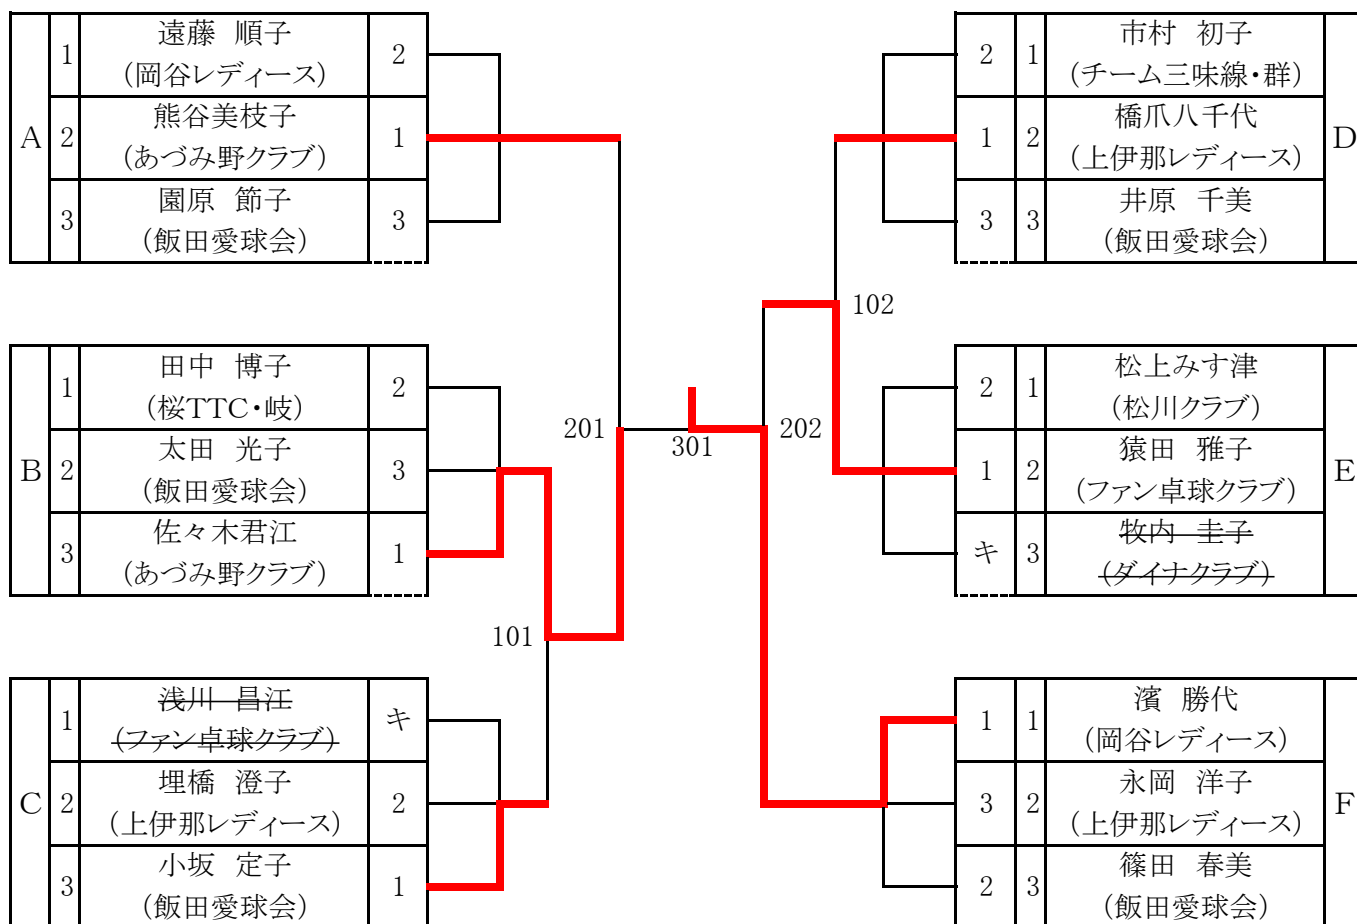 A
1
遠藤 順子
(岡谷レディース)
2
2
熊谷美枝子
(あづみ野クラブ)
1
3
園原 節子
(飯田愛球会)
3
B
1
田中 博子
(桜TTC・岐)
2
2
太田 光子
(飯田愛球会)
3
3
佐々木君江
(あづみ野クラブ)
1
C
1
浅川 昌江
(ファン卓球クラブ)
キ
2
埋橋 澄子
(上伊那レディース)
2
3
小坂 定子
(飯田愛球会)
1
101
201
301
202
102
2
1
市村 初子
(チーム三味線・群)
D
1
2
橋爪八千代
(上伊那レディース)
3
3
井原 千美
(飯田愛球会)
2
1
松上みす津
(松川クラブ)
E
1
2
猿田 雅子
(ファン卓球クラブ)
キ
3
牧内 圭子
(ダイナクラブ)
1
1
濱 勝代
(岡谷レディース)
F
3
2
永岡 洋子
(上伊那レディース)
2
3
篠田 春美
(飯田愛球会)